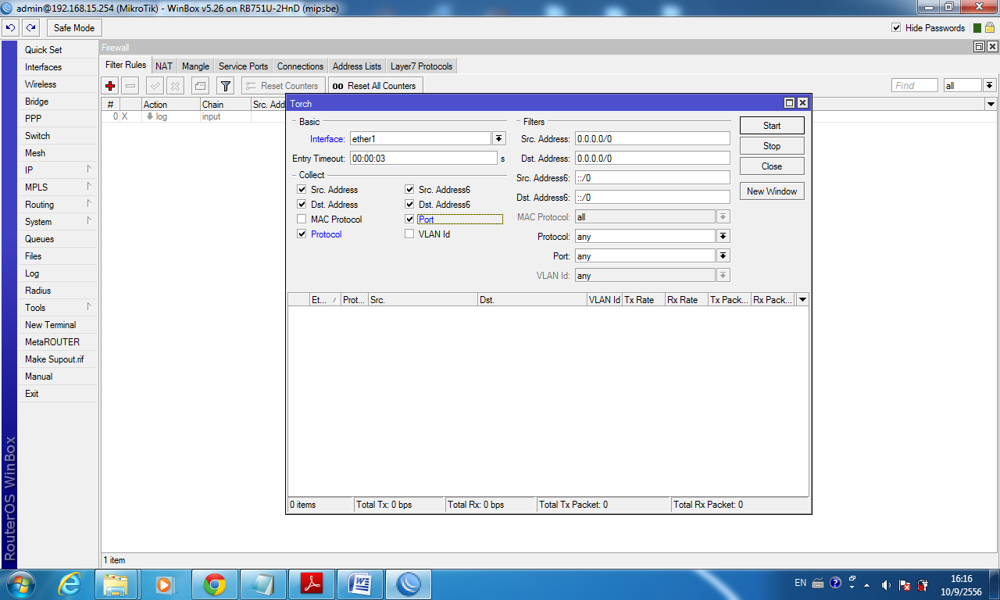 admin@192.168.15.254 (MikroTik) - WinBox v5.26 on RB751U-2HnD (mipsbe)
Safe Mode
Hide Passwords
Quick Set
Interfaces
Wireless
Bridge
PPP
Switch
Mesh
IP
MPLS
Routing
System
Queues
Files
Log
Radius
Tools
New Terminal
MetaROUTER
Make Supout.rif
Manual
Exit
RouterOS WinBox
Firewall
Filter Rules NAT Mangle Service Ports Connections Address Lists Layer7 Protocols
Reset Counters 00 Reset All Counters Find all
# Action Chain Src. Add
0 X log input
Torch
Basic
Interface: ether1
Entry Timeout: 00:00:03 s
Collect
Src. Address Src. Address6
Dst. Address Dst. Address6
MAC Protocol Port
Protocol VLAN Id
Filters
Src. Address: 0.0.0.0/0
Dst. Address: 0.0.0.0/0
Src. Address6: ::/0
Dst. Address6: ::/0
MAC Protocol: all
Protocol: any
Port: any
VLAN Id: any
Start
Stop
Close
New Window
Et... Prot... Src. Dst. VLAN Id Tx Rate Rx Rate Tx Pack... Rx Pack...
0 items Total Tx: 0 bps Total Rx: 0 bps Total Tx Packet: 0 Total Rx Packet: 0
1 item
EN 16:16
10/9/2556